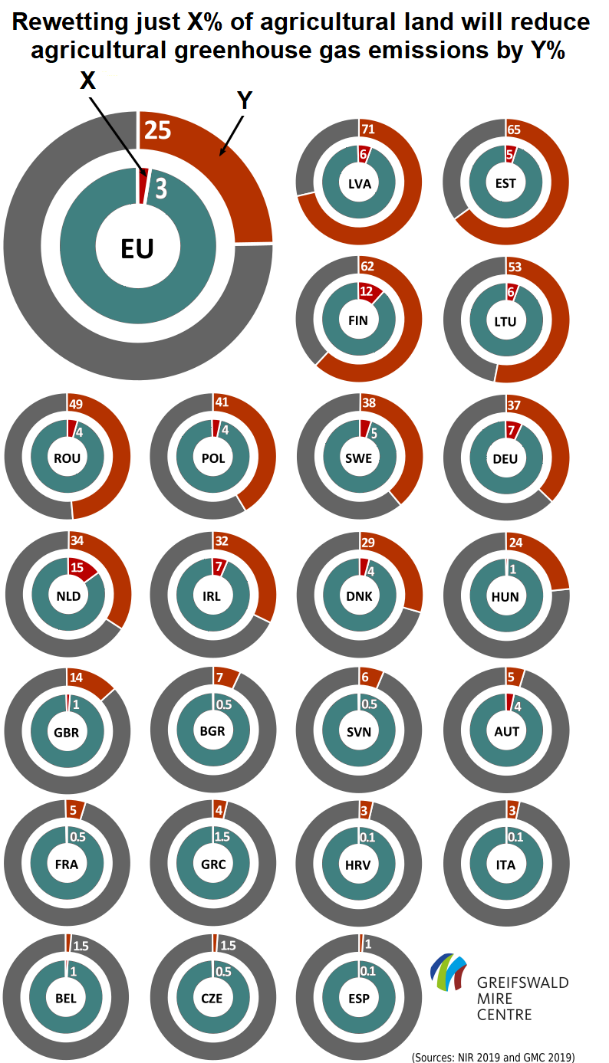 Rewetting just X% of agricultural land will reduce
agricultural greenhouse gas emissions by Y%
X
Y
25
3
EU
71
6
LVA
65
5
EST
62
12
FIN
53
6
LTU
49
4
ROU
41
4
POL
38
5
SWE
37
7
DEU
34
15
NLD
32
7
IRL
29
4
DNK
24
1
HUN
14
1
GBR
7
0.5
BGR
6
0.5
SVN
5
4
AUT
5
0.5
FRA
4
1.5
GRC
3
0.1
HRV
3
0.1
ITA
1.5
1
BEL
1.5
0.5
CZE
1
0.1
ESP
GREIFSWALD
MIRE
CENTRE
(Sources: NIR 2019 and GMC 2019)